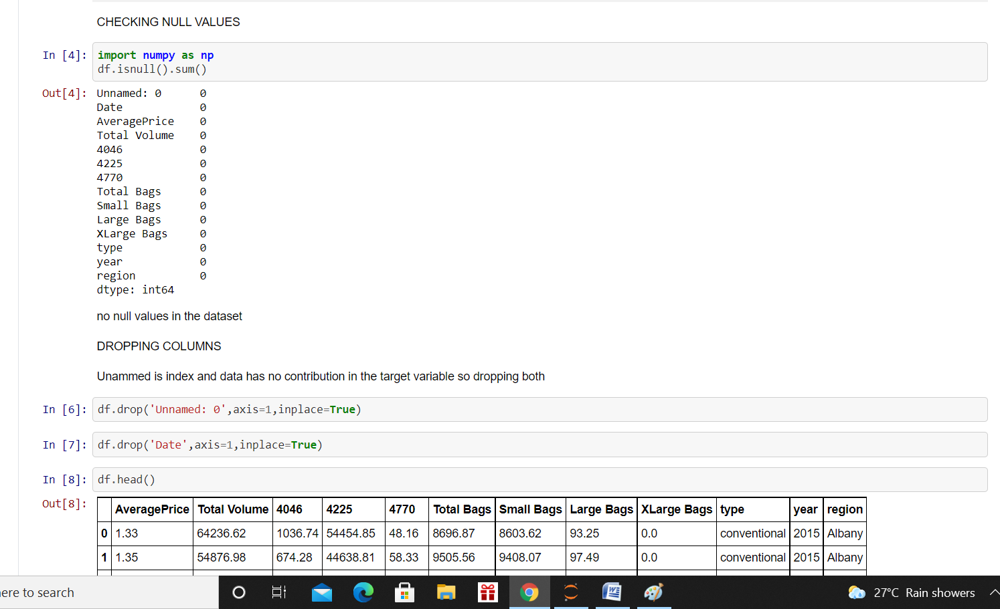 CHECKING NULL VALUES
In [4]: import numpy as np
df.isnull().sum()
Out[4]: Unnamed: 0 0
Date 0
AveragePrice 0
Total Volume 0
4046 0
4225 0
4770 0
Total Bags 0
Small Bags 0
Large Bags 0
XLarge Bags 0
type 0
year 0
region 0
dtype: int64
no null values in the dataset
DROPPING COLUMNS
Unammed is index and data has no contribution in the target variable so dropping both
In [6]: df.drop('Unnamed: 0',axis=1,inplace=True)
In [7]: df.drop('Date',axis=1,inplace=True)
In [8]: df.head()
Out[8]:
AveragePrice Total Volume 4046 4225 4770 Total Bags Small Bags Large Bags XLarge Bags type year region
0 1.33 64236.62 1036.74 54454.85 48.16 8696.87 8603.62 93.25 0.0 conventional 2015 Albany
1 1.35 54876.98 674.28 44638.81 58.33 9505.56 9408.07 97.49 0.0 conventional 2015 Albany
ere to search 27°C Rain showers